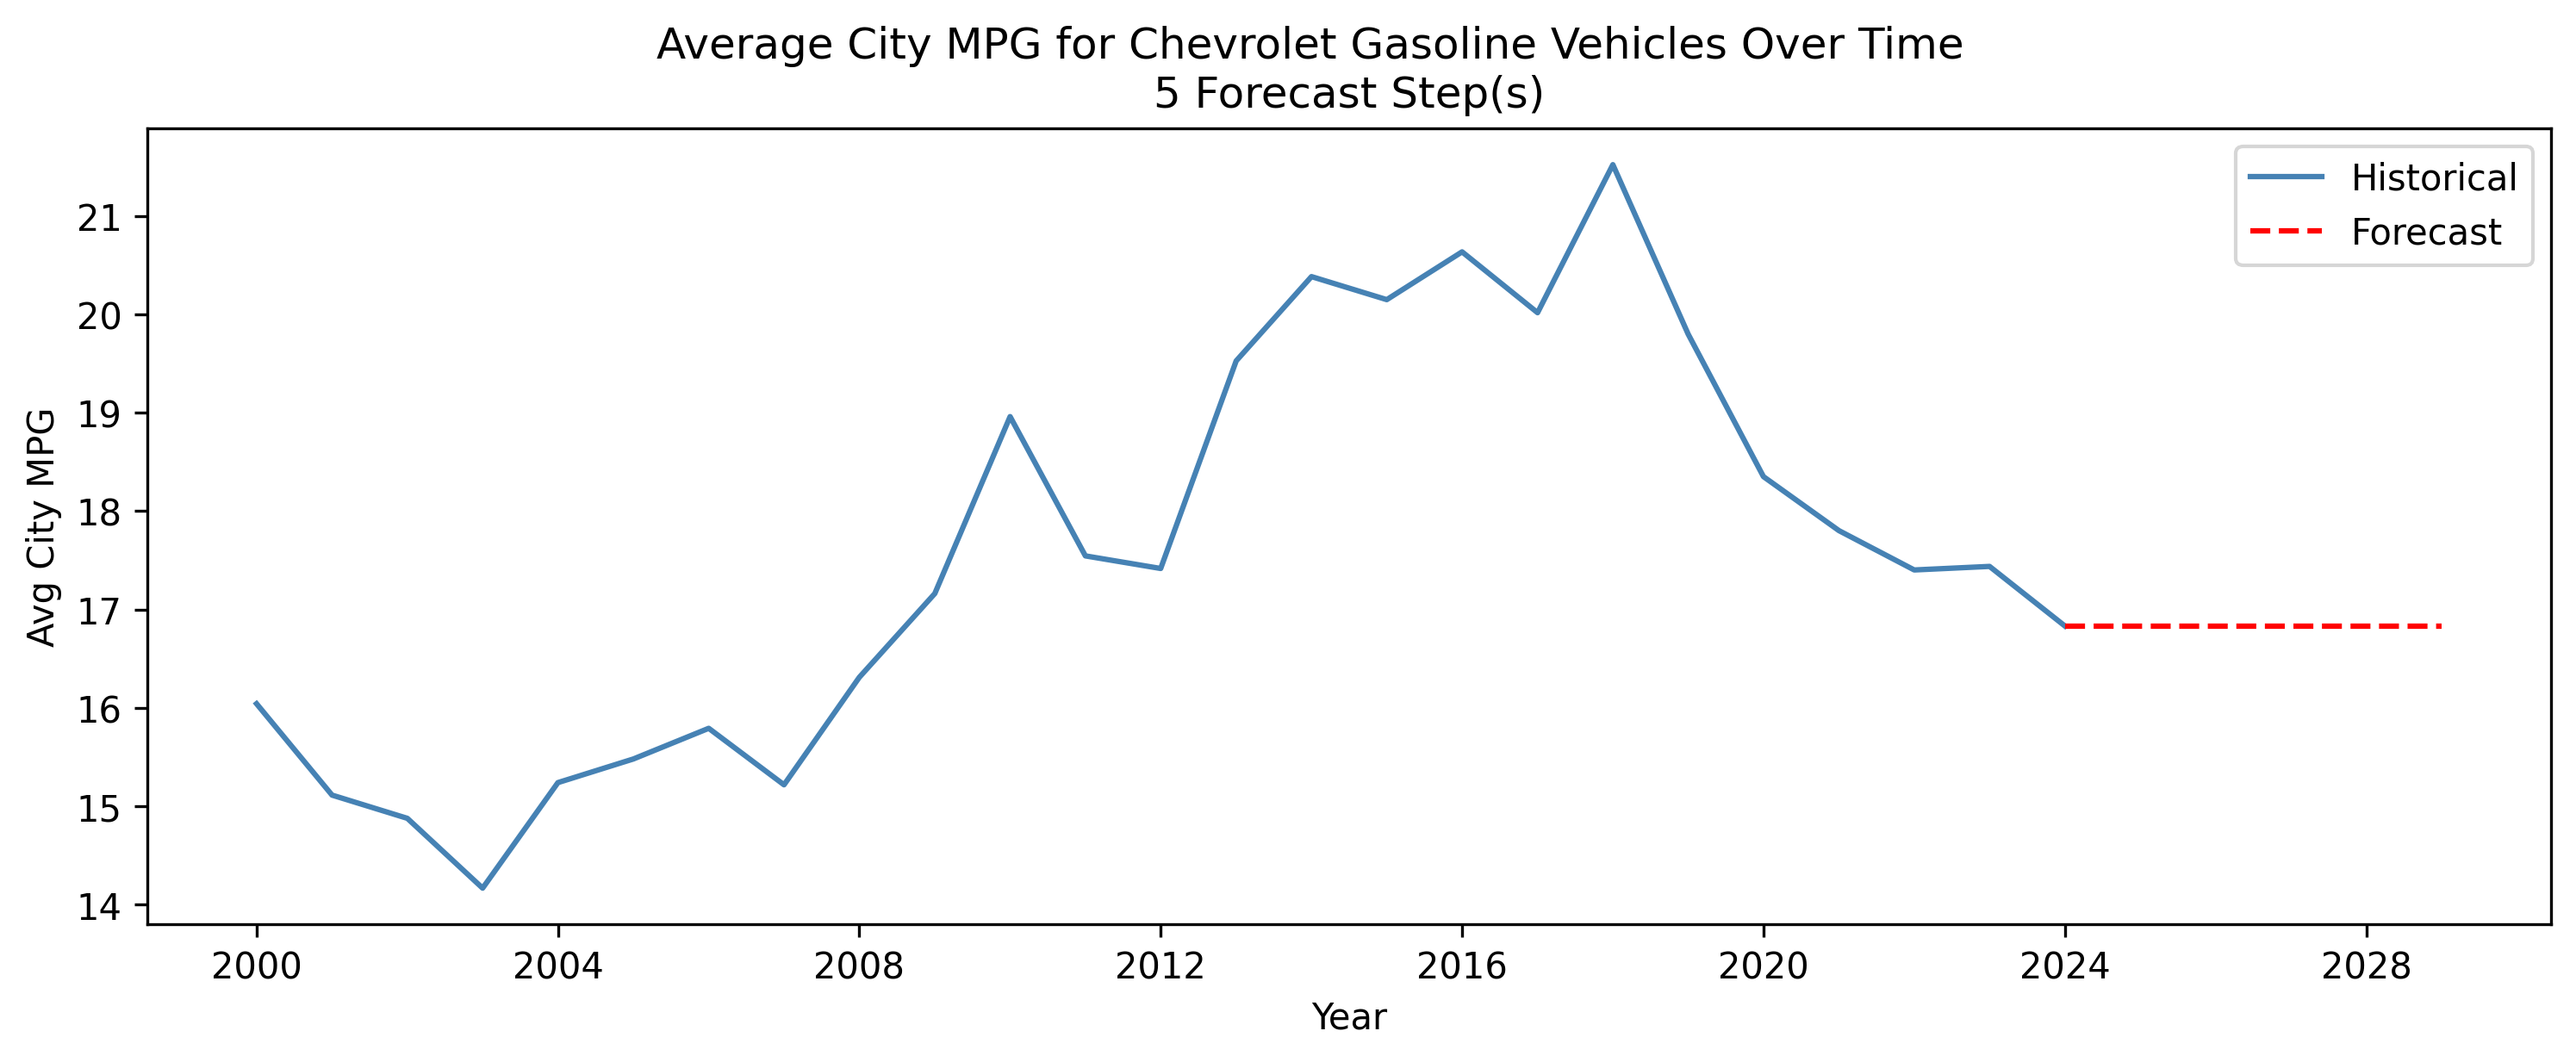 Average City MPG for Chevrolet Gasoline Vehicles Over Time
5 Forecast Step(s)
Historical
Forecast
Avg City MPG
21
20
19
18
17
16
15
14
2000 2004 2008 2012 2016 2020 2024 2028
Year